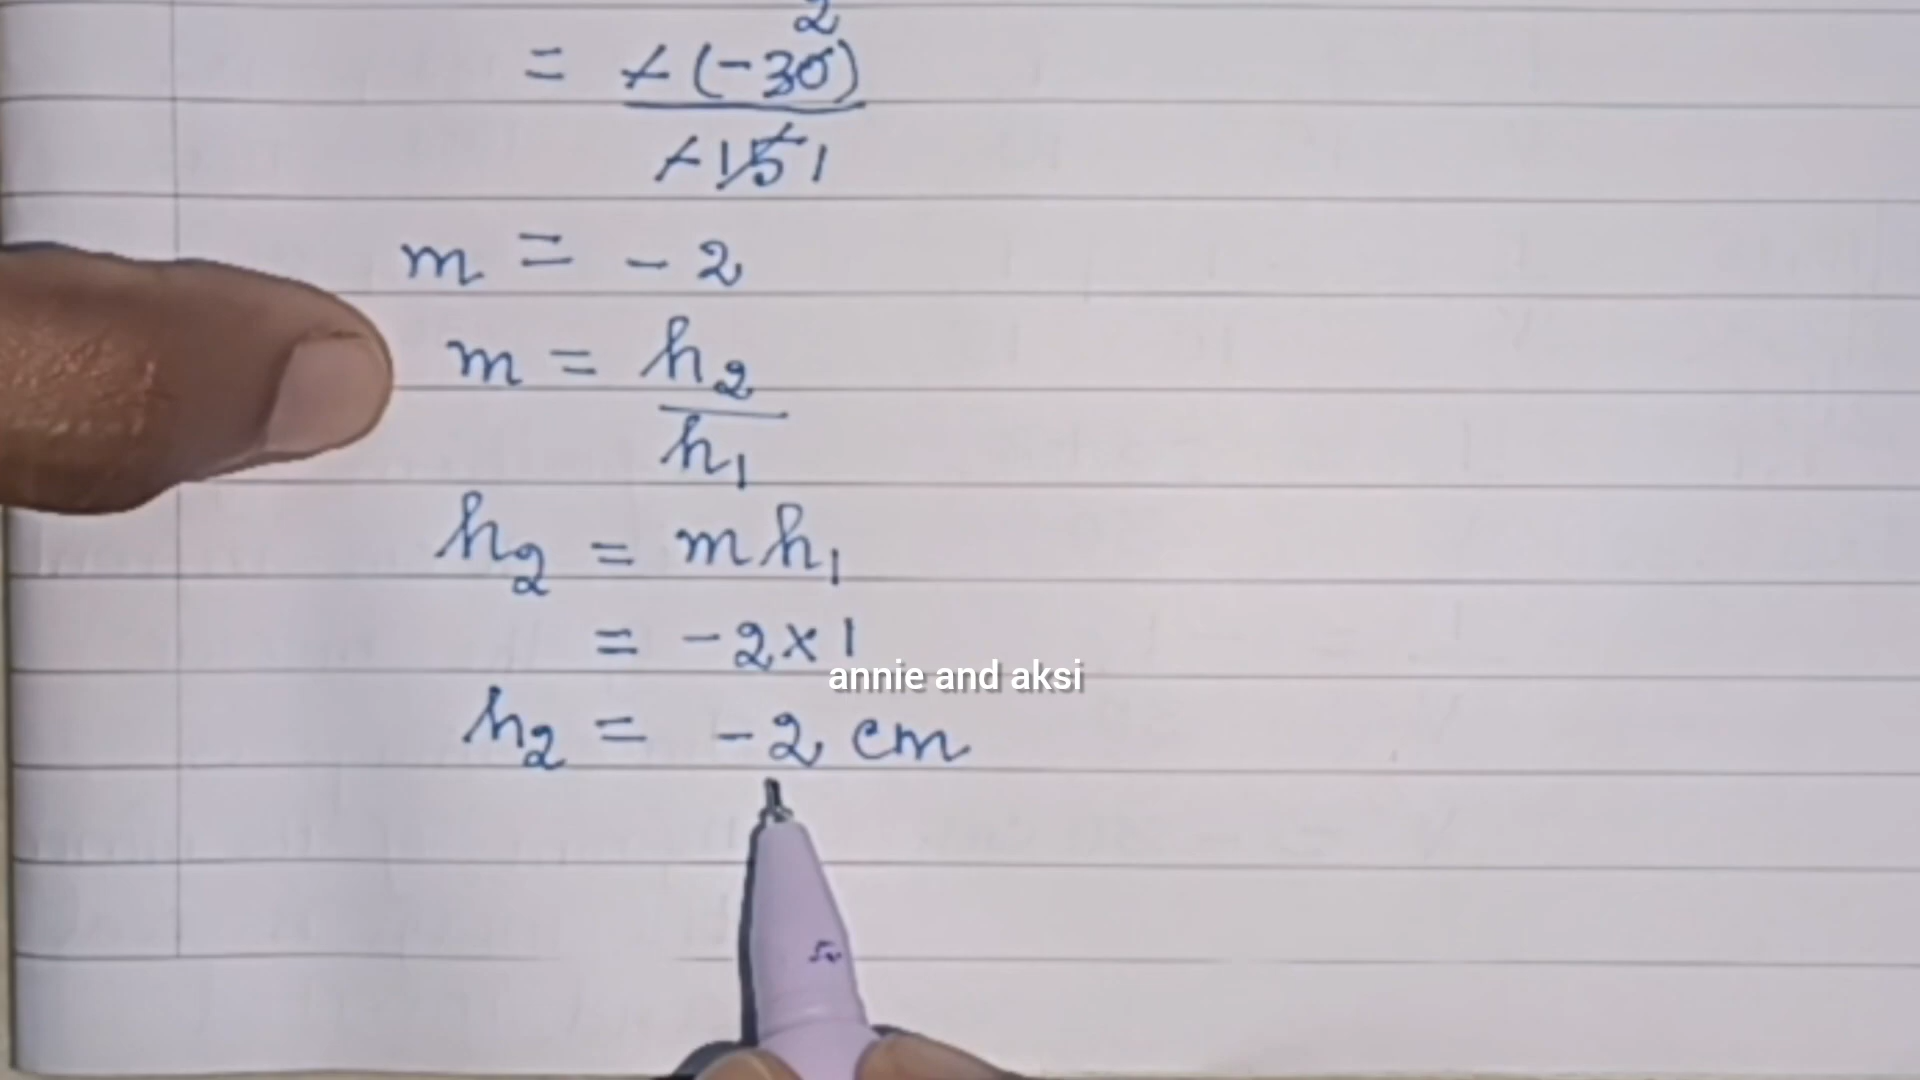 2
= -(-30)
-15 1
m = -2
m = h2
h1
h2 = mh1
= -2×1
annie and aksi
h2 = -2 cm